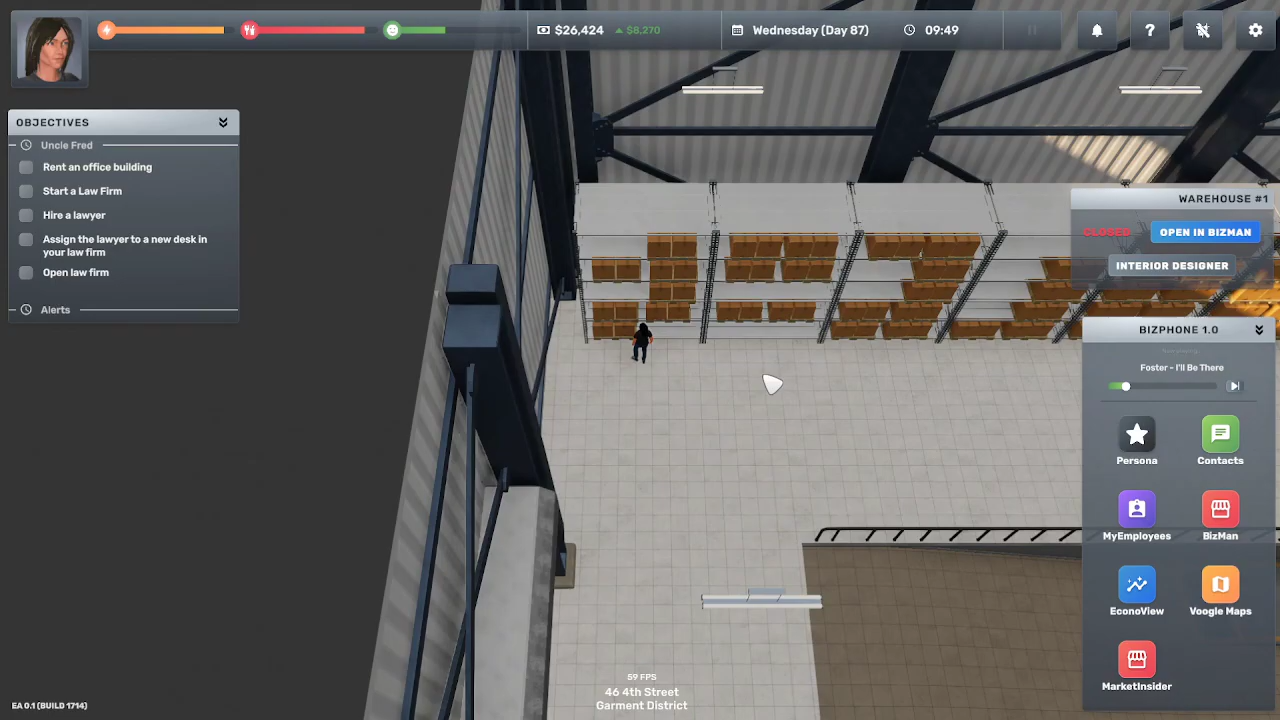 $26,424
$8,270
Wednesday (Day 87)
09:49
?
OBJECTIVES
Uncle Fred
Rent an office building
Start a Law Firm
Hire a lawyer
Assign the lawyer to a new desk in
your law firm
Open law firm
Alerts
WAREHOUSE #1
CLOSED
OPEN IN BIZMAN
INTERIOR DESIGNER
BIZPHONE 1.0
Foster - I'll Be There
Persona
Contacts
MyEmployees
BizMan
EconoView
Voogle Maps
MarketInsider
59 FPS
46 4th Street
Garment District
EA 0.1 (BUILD 1714)